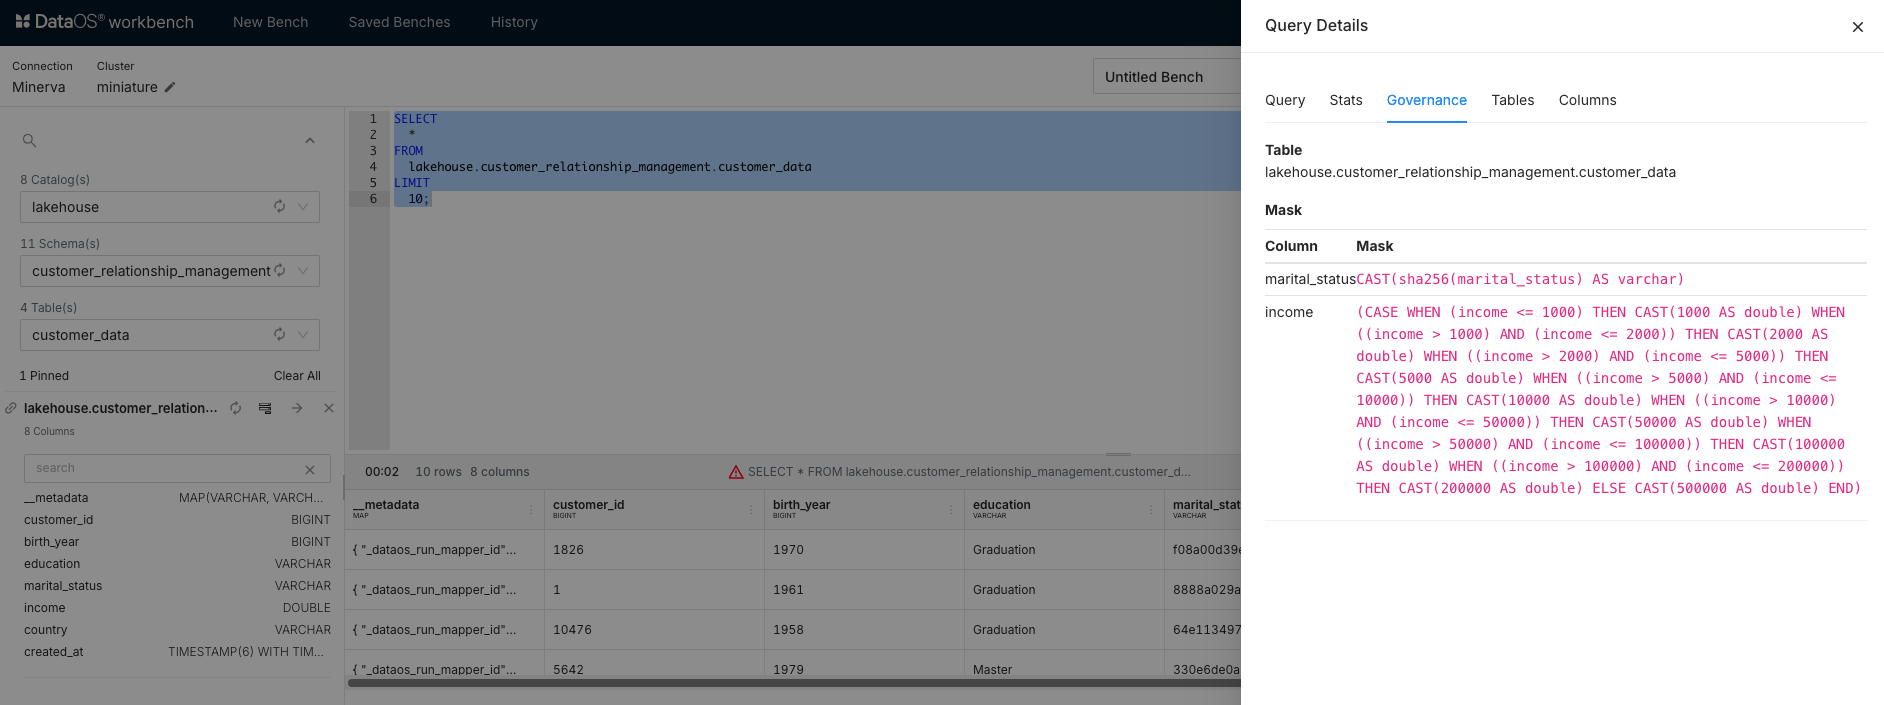 DataOS® workbench
New Bench
Saved Benches
History
Connection
Cluster
Minerva
miniature
Untitled Bench
8 Catalog(s)
lakehouse
11 Schema(s)
customer_relationship_management
4 Table(s)
customer_data
1 Pinned
Clear All
lakehouse.customer_relation...
8 Columns
search
__metadata MAP(VARCHAR, VARCH...
customer_id BIGINT
birth_year BIGINT
education VARCHAR
marital_status VARCHAR
income DOUBLE
country VARCHAR
created_at TIMESTAMP(6) WITH TIM...
1 SELECT
2 *
3 FROM
4 lakehouse.customer_relationship_management.customer_data
5 LIMIT
6 10;
00:02 10 rows 8 columns
SELECT * FROM lakehouse.customer_relationship_management.customer_d...
__metadata customer_id birth_year education marital_stat
MAP BIGINT BIGINT VARCHAR VARCHAR
{ "_dataos_run_mapper_id"... 1826 1970 Graduation f08a00d39e
{ "_dataos_run_mapper_id"... 1 1961 Graduation 8888a029a
{ "_dataos_run_mapper_id"... 10476 1958 Graduation 64e113497
{ "_dataos_run_mapper_id"... 5642 1979 Master 330e6de0a
Query Details
Query Stats Governance Tables Columns
Table
lakehouse.customer_relationship_management.customer_data
Mask
Column Mask
marital_status CAST(sha256(marital_status) AS varchar)
income (CASE WHEN (income <= 1000) THEN CAST(1000 AS double) WHEN
((income > 1000) AND (income <= 2000)) THEN CAST(2000 AS
double) WHEN ((income > 2000) AND (income <= 5000)) THEN
CAST(5000 AS double) WHEN ((income > 5000) AND (income <=
10000)) THEN CAST(10000 AS double) WHEN ((income > 10000)
AND (income <= 50000)) THEN CAST(50000 AS double) WHEN
((income > 50000) AND (income <= 100000)) THEN CAST(100000
AS double) WHEN ((income > 100000) AND (income <= 200000))
THEN CAST(200000 AS double) ELSE CAST(500000 AS double) END)